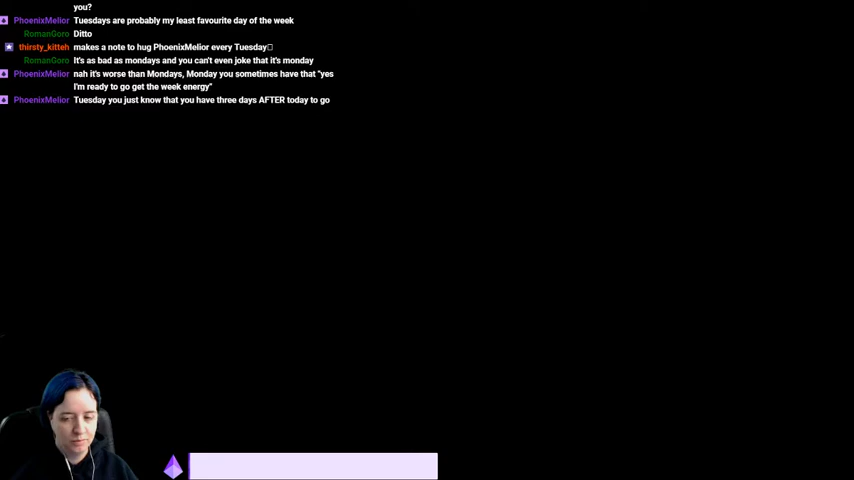 you?
PhoenixMelior Tuesdays are probably my least favourite day of the week
RomanGoro Ditto
thirsty_kitteh makes a note to hug PhoenixMelior every Tuesday
RomanGoro It's as bad as mondays and you can't even joke that it's monday
PhoenixMelior nah it's worse than Mondays, Monday you sometimes have that "yes
I'm ready to go get the week energy"
PhoenixMelior Tuesday you just know that you have three days AFTER today to go